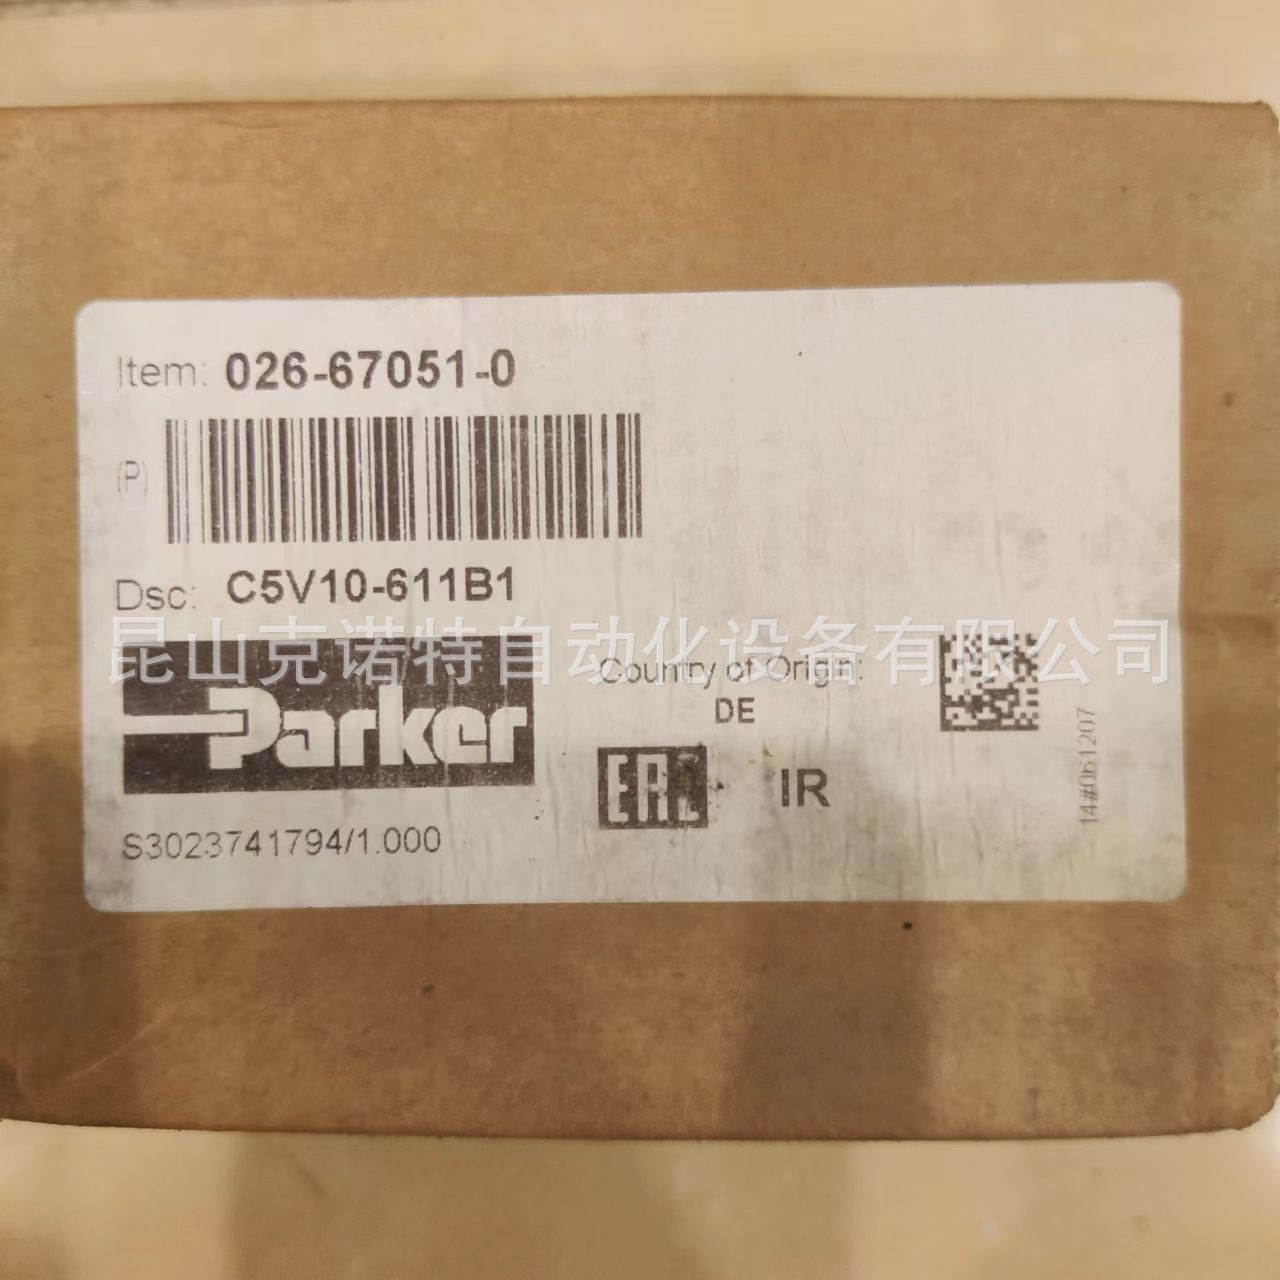 Item: 026-67051-0
(P)
Dsc: C5V10-611B1
昆山克诺特自动化设备有限公司
Parker
Country of Origin:
DE
EAC
IR
14#061207
S3023741794/1.000